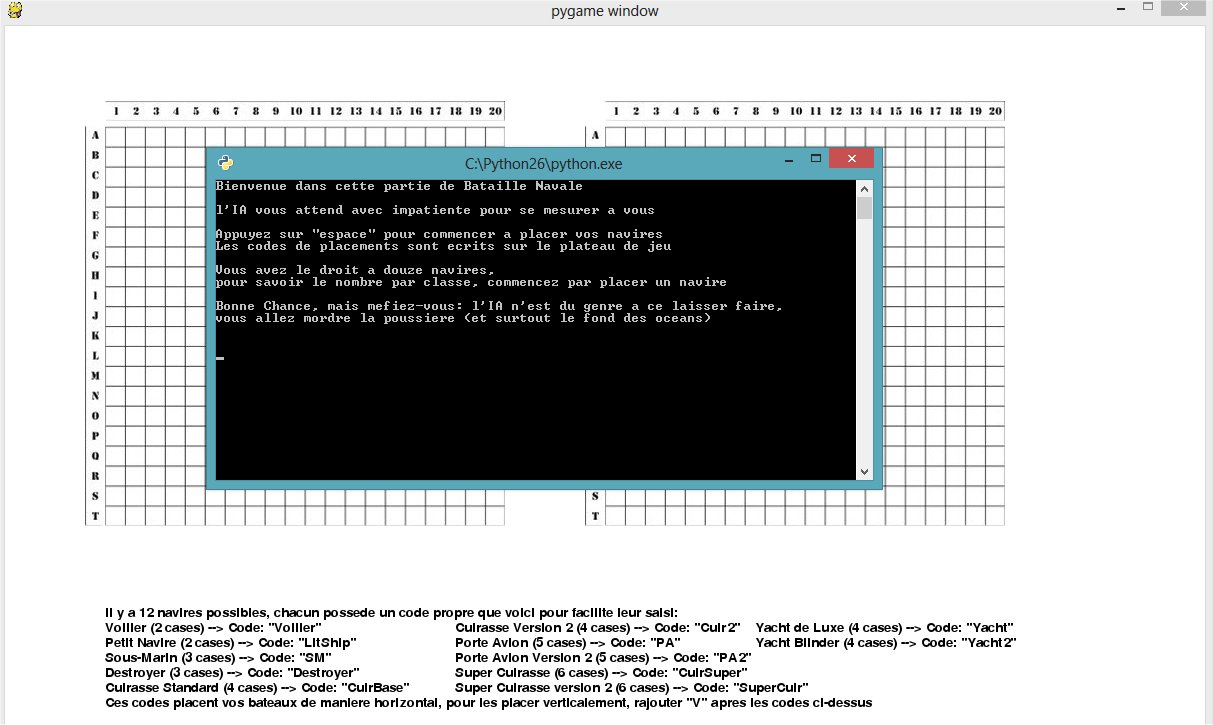 pygame window
1 2 3 4 5 6 7 8 9 10 11 12 13 14 15 16 17 18 19 20
1 2 3 4 5 6 7 8 9 10 11 12 13 14 15 16 17 18 19 20
A
B
C
D
E
F
G
H
I
J
K
L
M
N
O
P
Q
R
S
T
A
S
T
C:\Python26\python.exe
Bienvenue dans cette partie de Bataille Navale
l'IA vous attend avec impatiente pour se mesurer a vous
Appuyez sur "espace" pour commencer a placer vos navires
Les codes de placements sont ecrits sur le plateau de jeu
Vous avez le droit a douze navires,
pour savoir le nombre par classe, commencez par placer un navire
Bonne Chance, mais mefiez-vous: l'IA n'est du genre a ce laisser faire,
vous allez mordre la poussiere (et surtout le fond des oceans)
Il y a 12 navires possibles, chacun possede un code propre que voici pour facilite leur saisi:
Voilier (2 cases) --> Code: "Voilier"
Petit Navire (2 cases) --> Code: "LitShip"
Sous-Marin (3 cases) --> Code: "SM"
Destroyer (3 cases) --> Code: "Destroyer"
Cuirasse Standard (4 cases) --> Code: "CuirBase"
Cuirasse Version 2 (4 cases) --> Code: "Cuir2"
Porte Avion (5 cases) --> Code: "PA"
Porte Avion Version 2 (5 cases) --> Code: "PA2"
Super Cuirasse (6 cases) --> Code: "CuirSuper"
Super Cuirasse version 2 (6 cases) --> Code: "SuperCuir"
Yacht de Luxe (4 cases) --> Code: "Yacht"
Yacht Blinder (4 cases) --> Code: "Yacht2"
Ces codes placent vos bateaux de maniere horizontal, pour les placer verticalement, rajouter "V" apres les codes ci-dessus